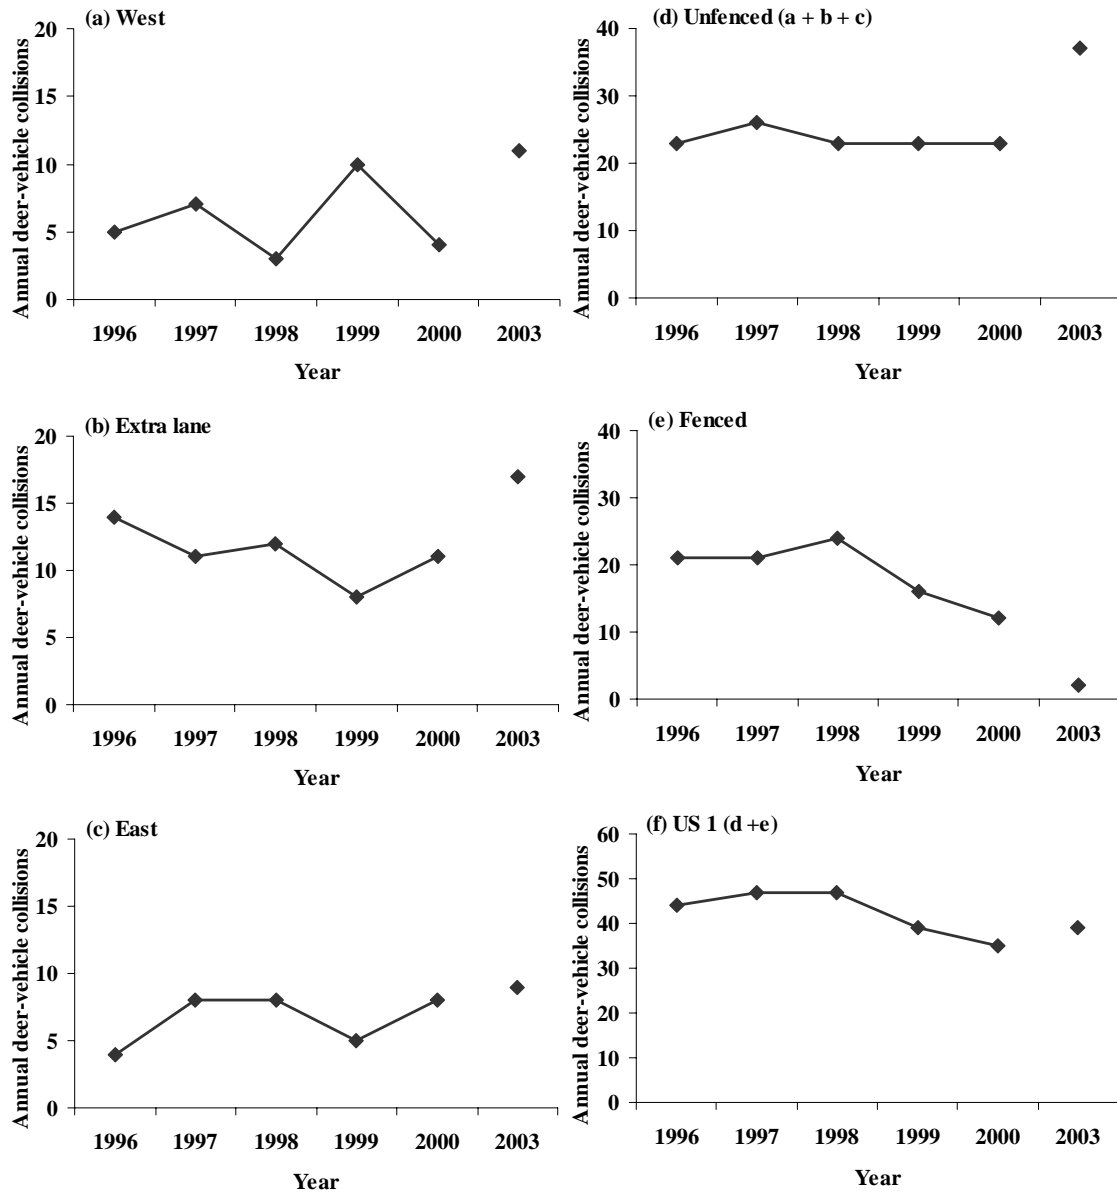 (a) West
Annual deer-vehicle collisions
20
15
10
5
0
1996 1997 1998 1999 2000 2003
Year
(d) Unfenced (a + b + c)
Annual deer-vehicle collisions
40
30
20
10
0
1996 1997 1998 1999 2000 2003
Year
(b) Extra lane
Annual deer-vehicle collisions
20
15
10
5
0
1996 1997 1998 1999 2000 2003
Year
(e) Fenced
Annual deer-vehicle collisions
40
30
20
10
0
1996 1997 1998 1999 2000 2003
Year
(c) East
Annual deer-vehicle collisions
20
15
10
5
0
1996 1997 1998 1999 2000 2003
Year
(f) US 1 (d +e)
Annual deer-vehicle collisions
60
50
40
30
20
10
0
1996 1997 1998 1999 2000 2003
Year